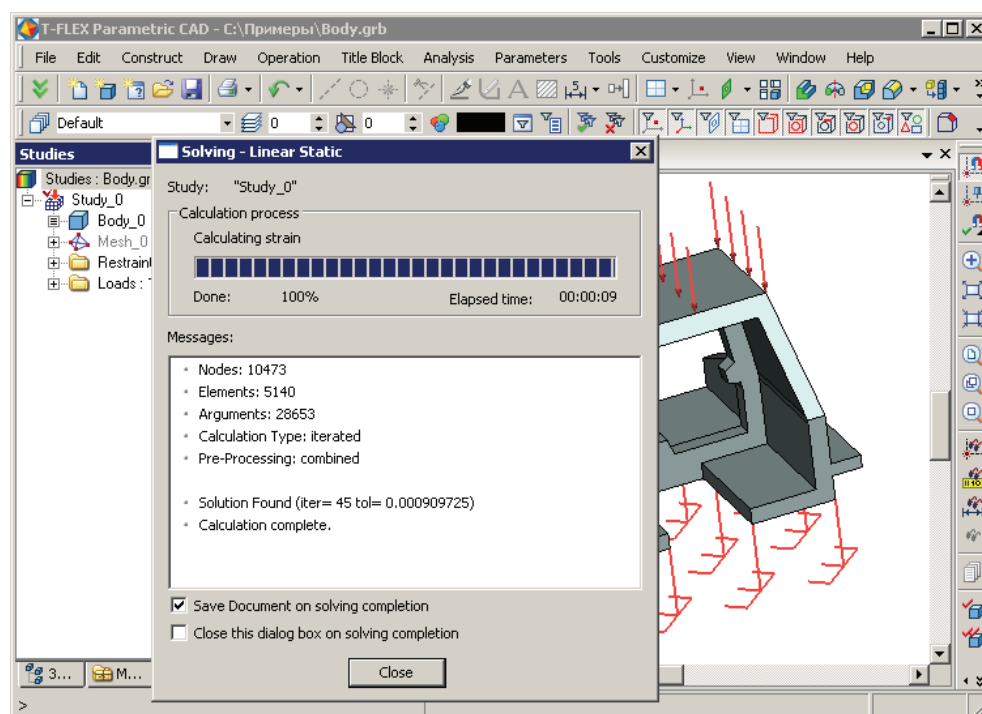 T-FLEX Parametric CAD - C:\Примеры\Body.grb
File Edit Construct Draw Operation Title Block Analysis Parameters Tools Customize View Window Help
Default 0 0
Studies
Studies : Body.gr
Study_0
Body_0
Mesh_0
Restrain
Loads :
Solving - Linear Static
Study: "Study_0"
Calculation process
Calculating strain
Done: 100% Elapsed time: 00:00:09
Messages:
Nodes: 10473
Elements: 5140
Arguments: 28653
Calculation Type: iterated
Pre-Processing: combined
Solution Found (iter= 45 tol= 0.000909725)
Calculation complete.
Save Document on solving completion
Close this dialog box on solving completion
Close
З... М...
>